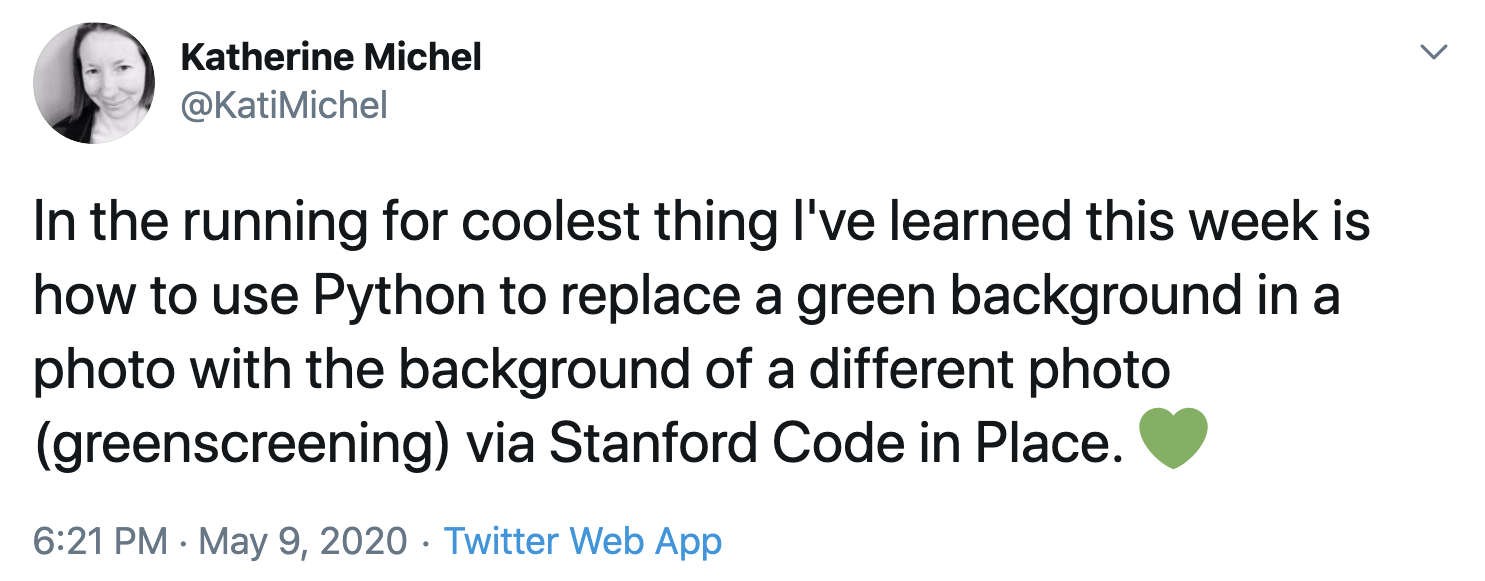 Katherine Michel
@KatiMichel
In the running for coolest thing I've learned this week is
how to use Python to replace a green background in a
photo with the background of a different photo
(greenscreening) via Stanford Code in Place. 💚
6:21 PM · May 9, 2020 · Twitter Web App